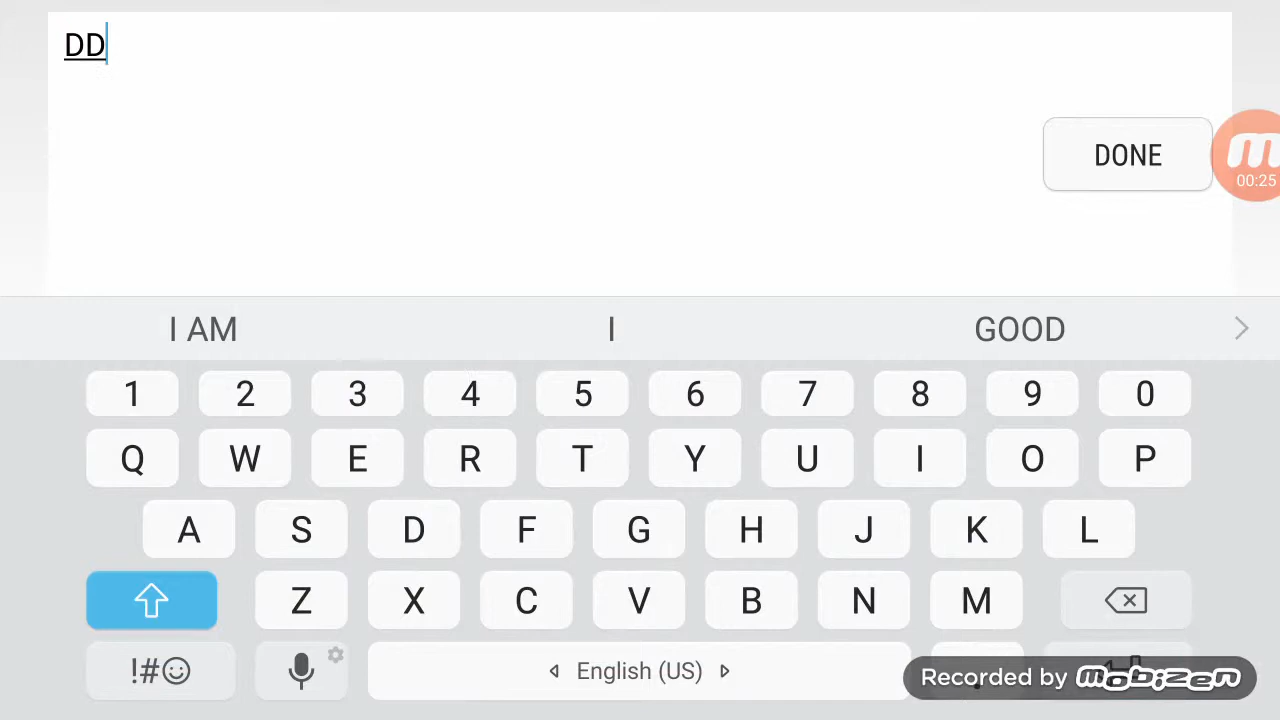 DD
DONE
00:25
I AM I GOOD
1 2 3 4 5 6 7 8 9 0
Q W E R T Y U I O P
A S D F G H J K L
Z X C V B N M
!#☺ English (US)
Recorded by mobizen